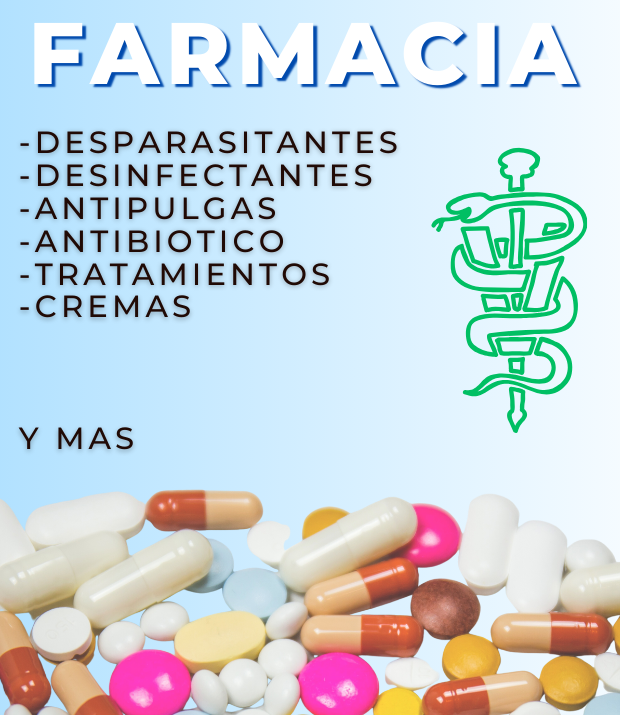 FARMACIA
-DESPARASITANTES
-DESINFECTANTES
-ANTIPULGAS
-ANTIBIOTICO
-TRATAMIENTOS
-CREMAS
Y MAS